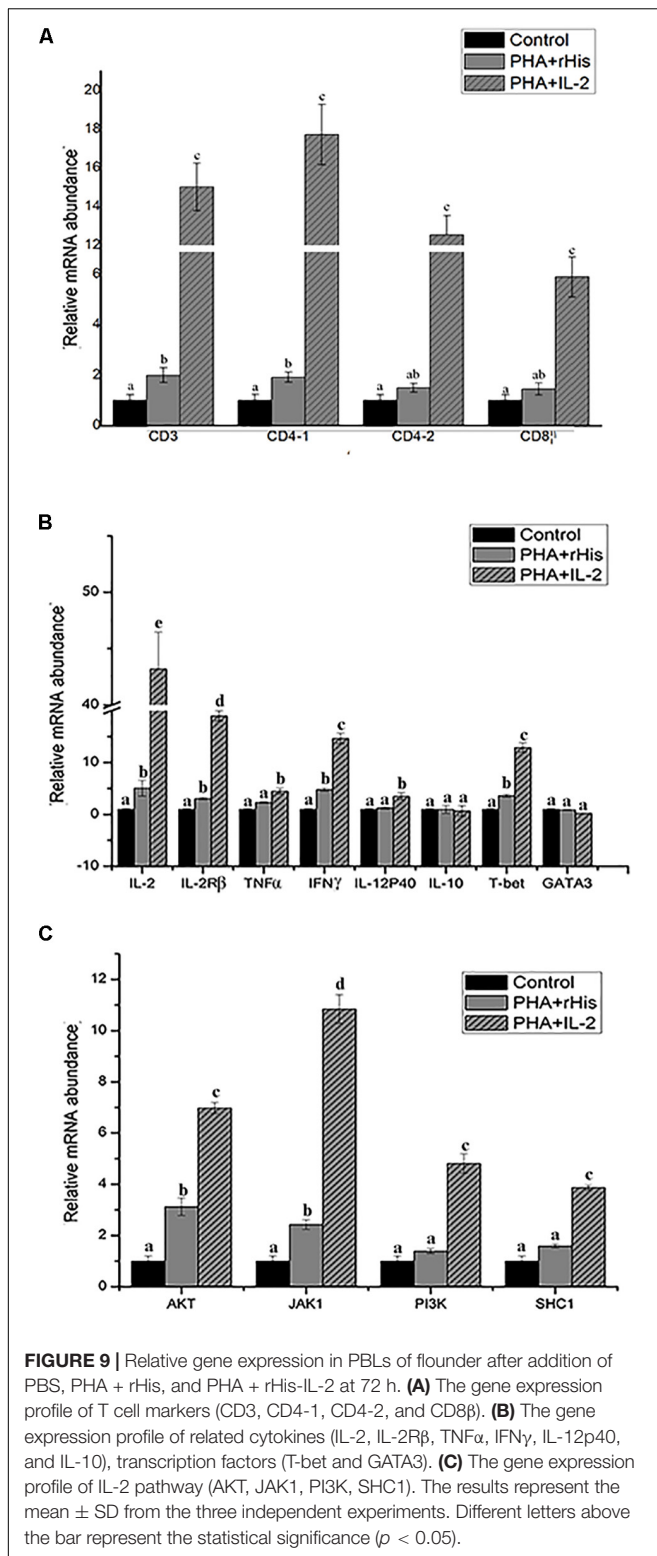 A
Control
PHA+rHis
PHA+IL-2
Relative mRNA abundance
20
18
16
14
12
6
4
2
0
a b c
a b c
a ab c
a ab c
CD3 CD4-1 CD4-2 CD8
B
Control
PHA+rHis
PHA+IL-2
Relative mRNA abundance
50
40
10
0
-10
a b e
a b d
a a b
a b c
a a b
a a a
a b c
a a a
IL-2 IL-2Rβ TNFα IFNγ IL-12P40 IL-10 T-bet GATA3
C
Control
PHA+rHis
PHA+IL-2
Relative mRNA abundance
12
10
8
6
4
2
0
a b c
a b d
a a c
a a c
AKT JAK1 PI3K SHC1
FIGURE 9 | Relative gene expression in PBLs of flounder after addition of
PBS, PHA + rHis, and PHA + rHis-IL-2 at 72 h. (A) The gene expression
profile of T cell markers (CD3, CD4-1, CD4-2, and CD8β). (B) The gene
expression profile of related cytokines (IL-2, IL-2Rβ, TNFα, IFNγ, IL-12p40,
and IL-10), transcription factors (T-bet and GATA3). (C) The gene expression
profile of IL-2 pathway (AKT, JAK1, PI3K, SHC1). The results represent the
mean ± SD from the three independent experiments. Different letters above
the bar represent the statistical significance (p < 0.05).